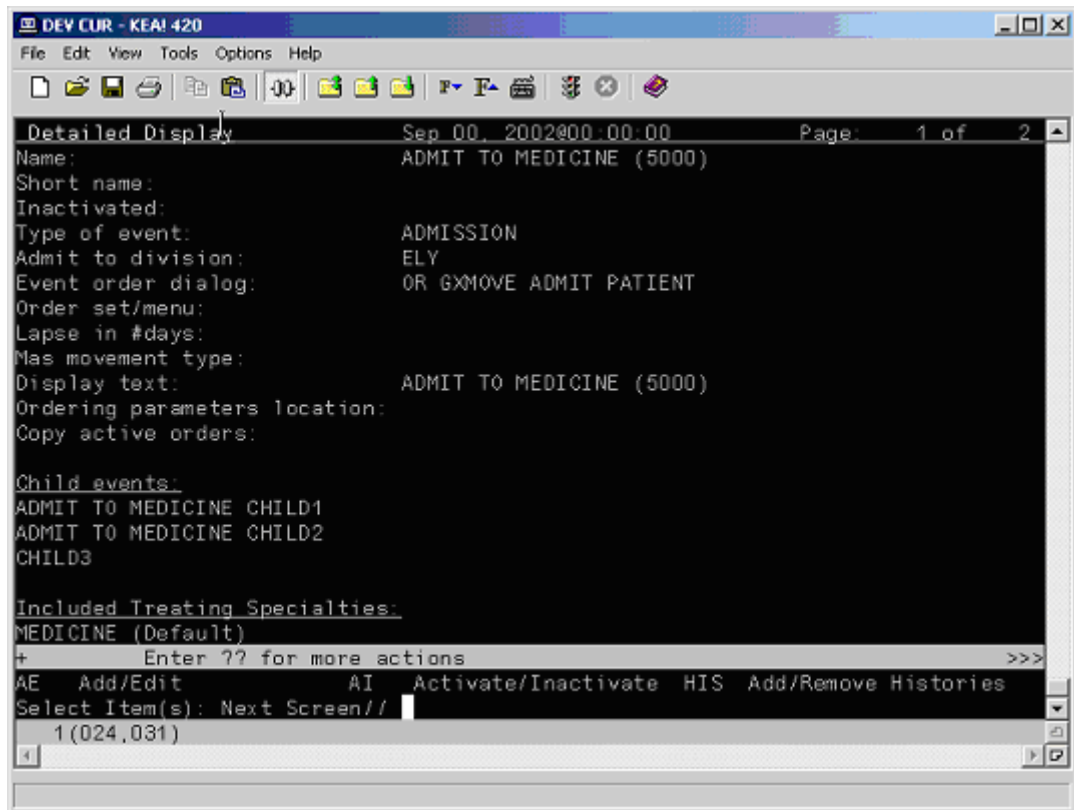 DEV CUR - KEA! 420
File Edit View Tools Options Help
Detailed Display Sep 00, 2002@00:00:00 Page: 1 of 2
Name: ADMIT TO MEDICINE (5000)
Short name:
Inactivated:
Type of event: ADMISSION
Admit to division: ELY
Event order dialog: OR GXMOVE ADMIT PATIENT
Order set/menu:
Lapse in #days:
Mas movement type:
Display text: ADMIT TO MEDICINE (5000)
Ordering parameters location:
Copy active orders:
Child events:
ADMIT TO MEDICINE CHILD1
ADMIT TO MEDICINE CHILD2
CHILD3
Included Treating Specialties:
MEDICINE (Default)
+ Enter ?? for more actions >>>
AE Add/Edit AI Activate/Inactivate HIS Add/Remove Histories
Select Item(s): Next Screen//
1(024,031)